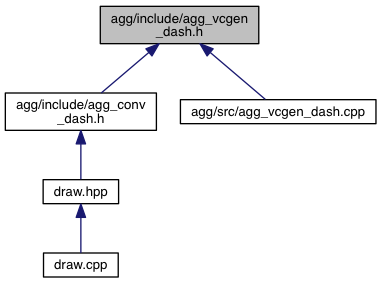 agg/include/agg_vcgen
_dash.h
agg/include/agg_conv
_dash.h
agg/src/agg_vcgen_dash.cpp
draw.hpp
draw.cpp